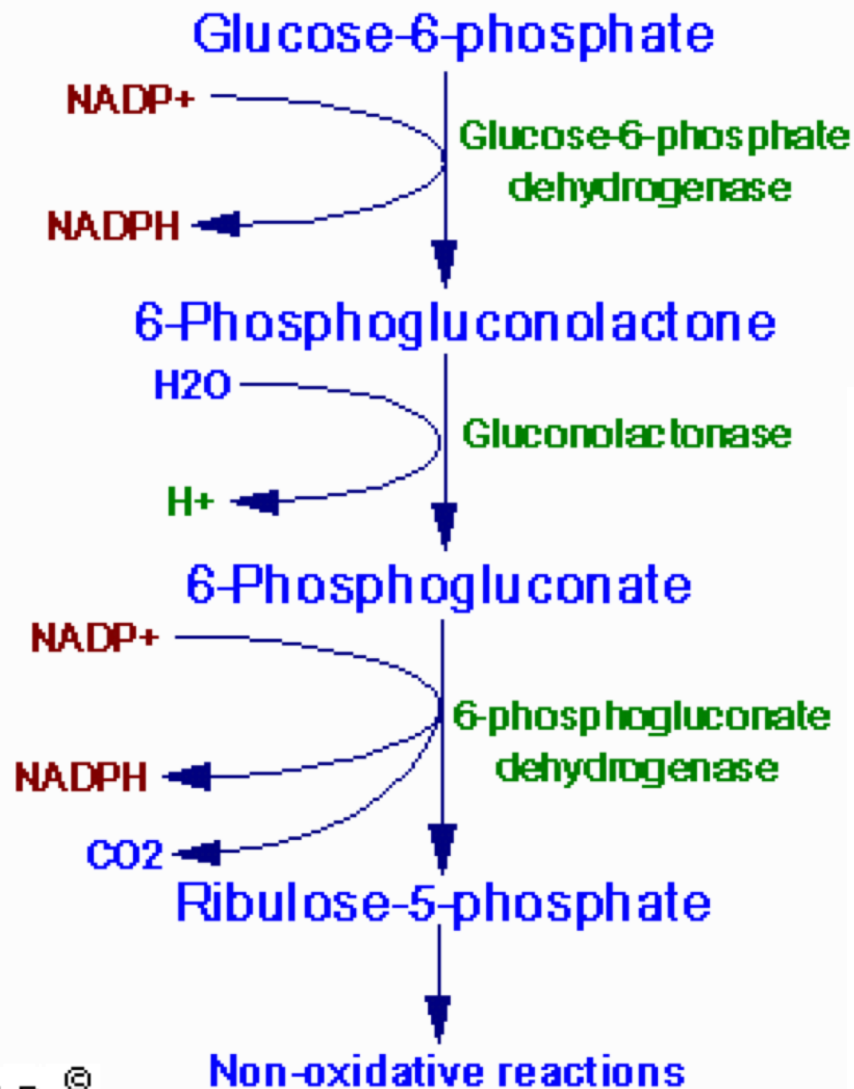 Glucose-6-phosphate
NADP+
Glucose-6-phosphate
dehydrogenase
NADPH
6-Phosphogluconolactone
H2O
Gluconolactonase
H+
6-Phosphogluconate
NADP+
6-phosphogluconate
dehydrogenase
NADPH
CO2
Ribulose-5-phosphate
Non-oxidative reactions
©